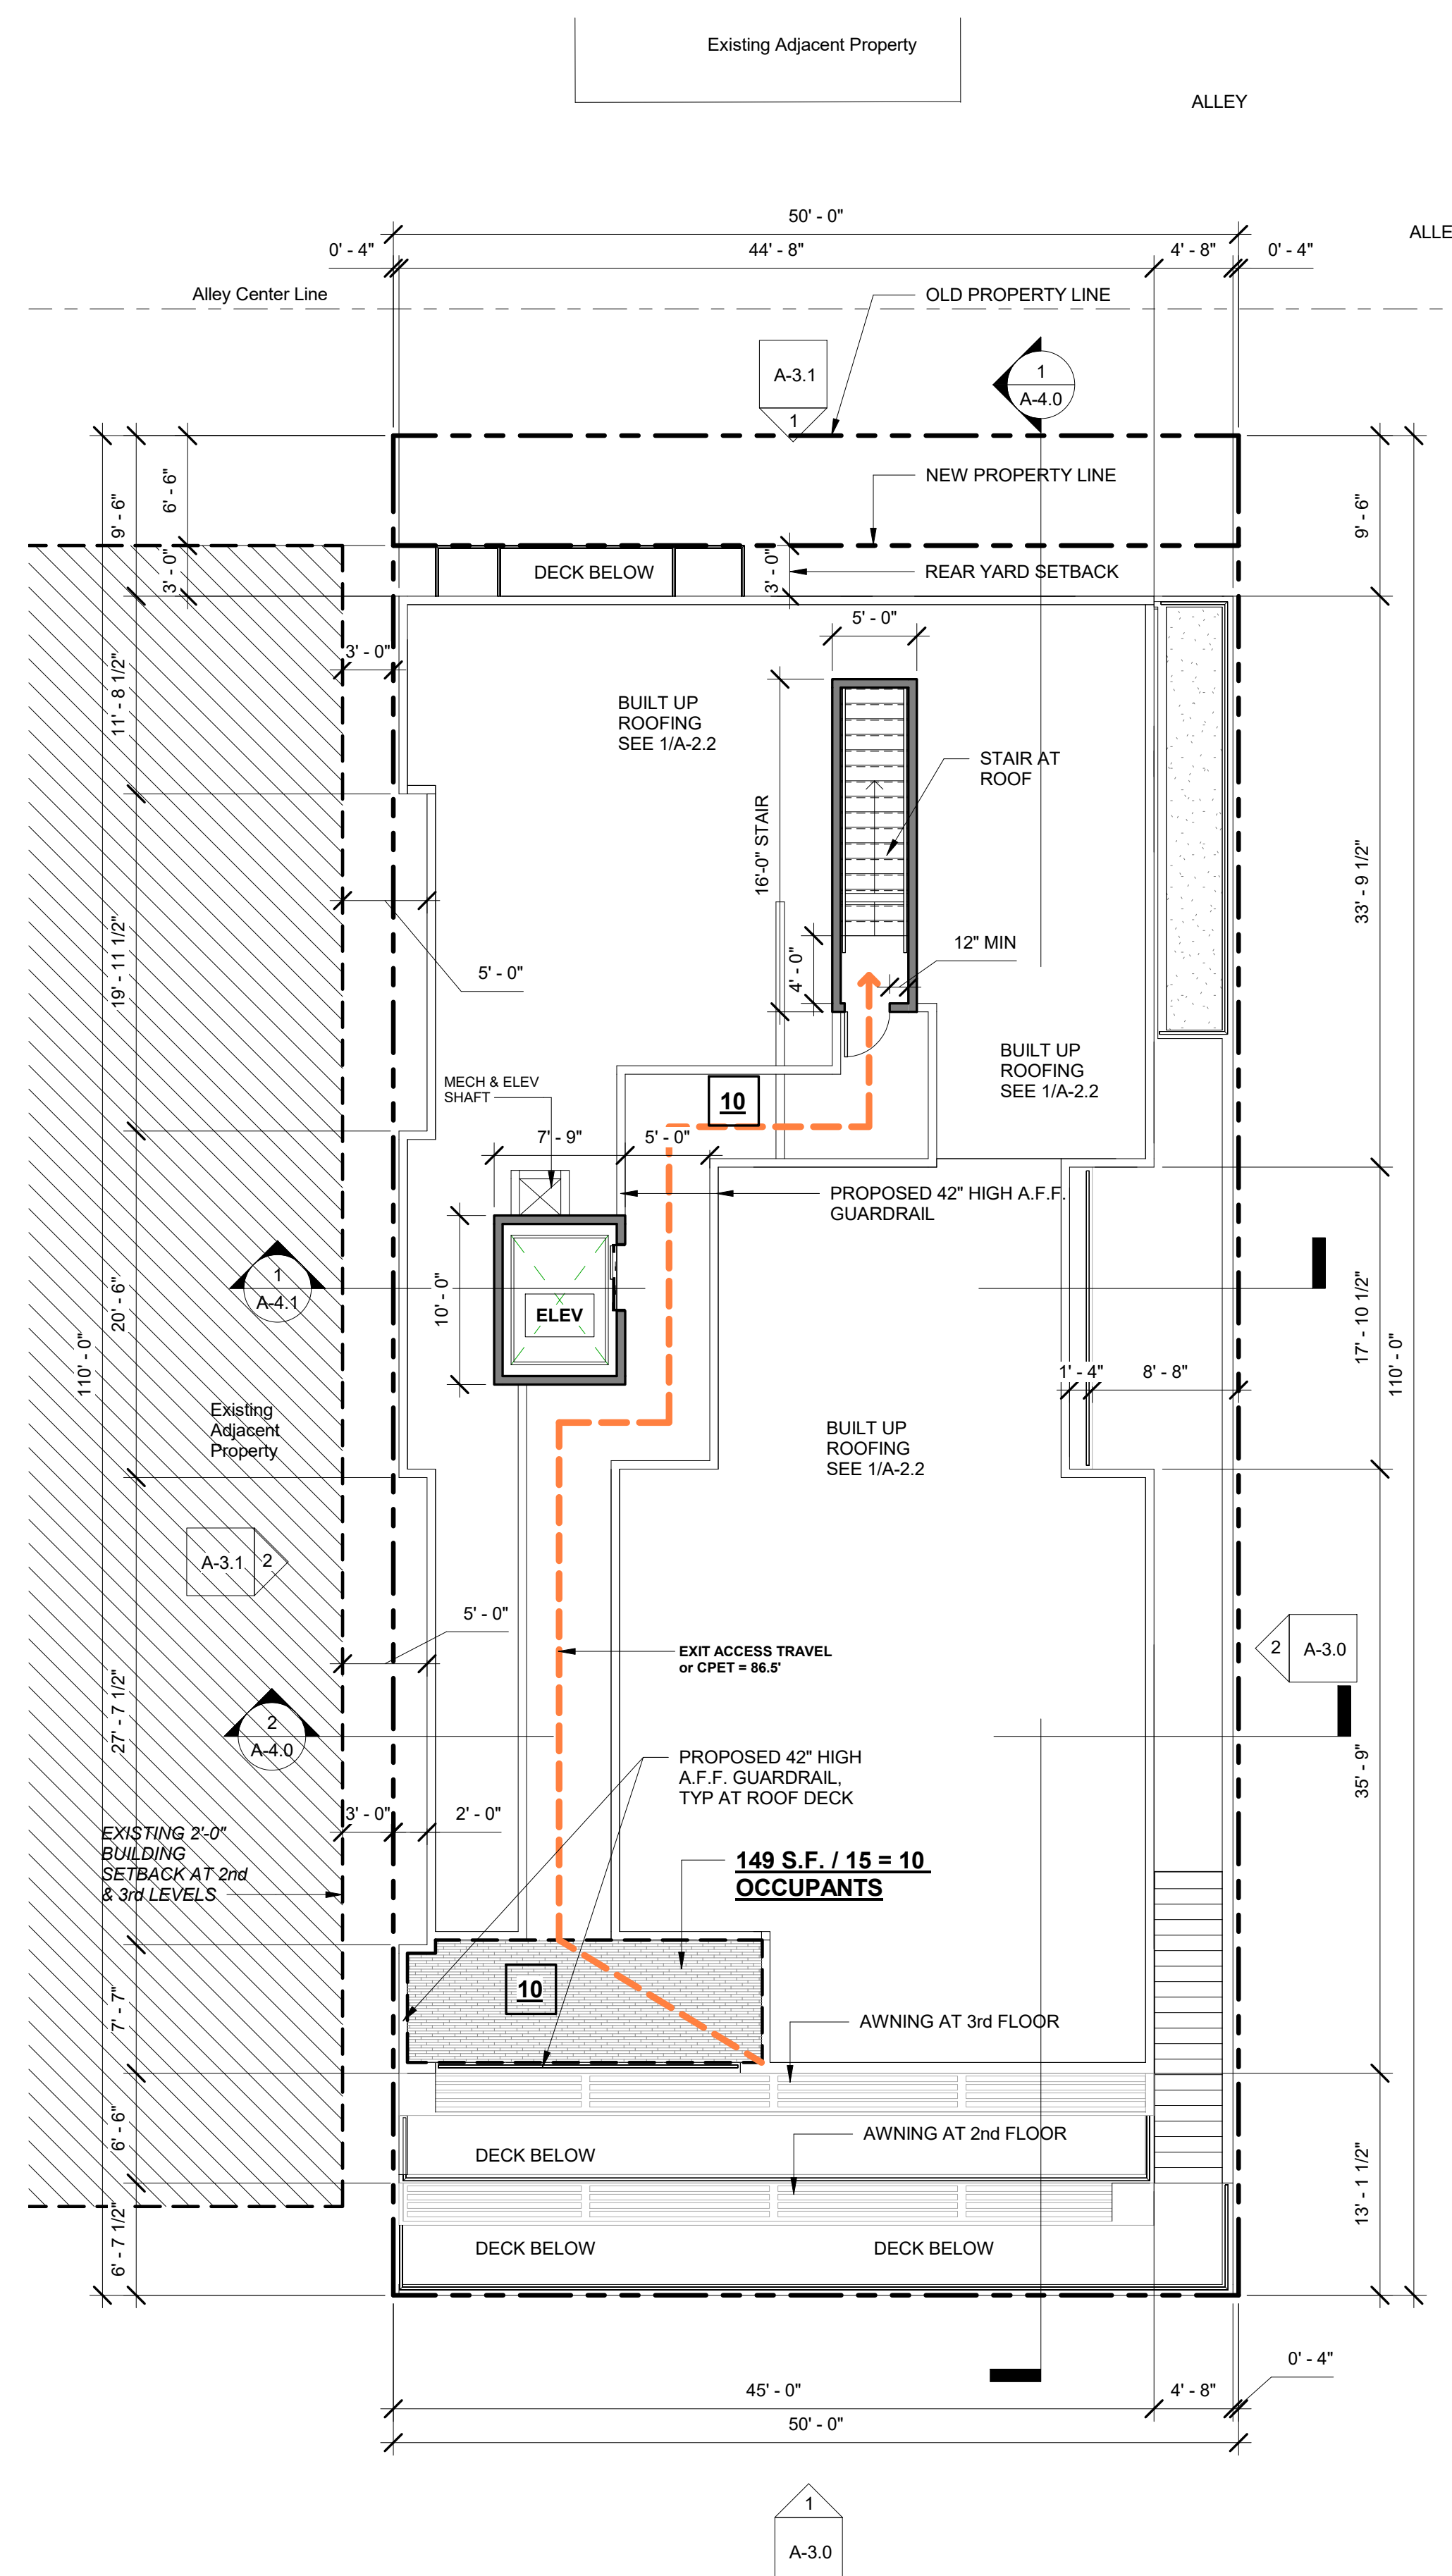 Existing Adjacent Property
ALLEY
50' - 0"
ALLE
0' - 4"
44' - 8"
4' - 8"
0' - 4"
Alley Center Line
OLD PROPERTY LINE
A-3.1
1
1
A-4.0
NEW PROPERTY LINE
6' - 6"
9' - 6"
9' - 6"
DECK BELOW
3' - 0"
3' - 0"
REAR YARD SETBACK
5' - 0"
3' - 0"
11' - 8 1/2"
BUILT UP
ROOFING
SEE 1/A-2.2
STAIR AT
ROOF
16'-0" STAIR
33' - 9 1/2"
19' - 11 1/2"
5' - 0"
12" MIN
4' - 0"
BUILT UP
ROOFING
SEE 1/A-2.2
MECH & ELEV
SHAFT
10
7' - 9"
5' - 0"
PROPOSED 42" HIGH A.F.F.
GUARDRAIL
1
A-4.1
10' - 0"
ELEV
20' - 6"
110' - 0"
17' - 10 1/2"
110' - 0"
1' - 4"
8' - 8"
Existing
Adjacent
Property
BUILT UP
ROOFING
SEE 1/A-2.2
A-3.1
2
5' - 0"
EXIT ACCESS TRAVEL
or CPET = 86.5'
2
A-3.0
27' - 7 1/2"
2
A-4.0
PROPOSED 42" HIGH
A.F.F. GUARDRAIL,
TYP AT ROOF DECK
35' - 9"
3' - 0"
2' - 0"
EXISTING 2'-0"
BUILDING
SETBACK AT 2nd
& 3rd LEVELS
149 S.F. / 15 = 10
OCCUPANTS
10
7' - 7"
AWNING AT 3rd FLOOR
6' - 6"
AWNING AT 2nd FLOOR
DECK BELOW
13' - 1 1/2"
6' - 7 1/2"
DECK BELOW
DECK BELOW
0' - 4"
45' - 0"
4' - 8"
50' - 0"
1
A-3.0